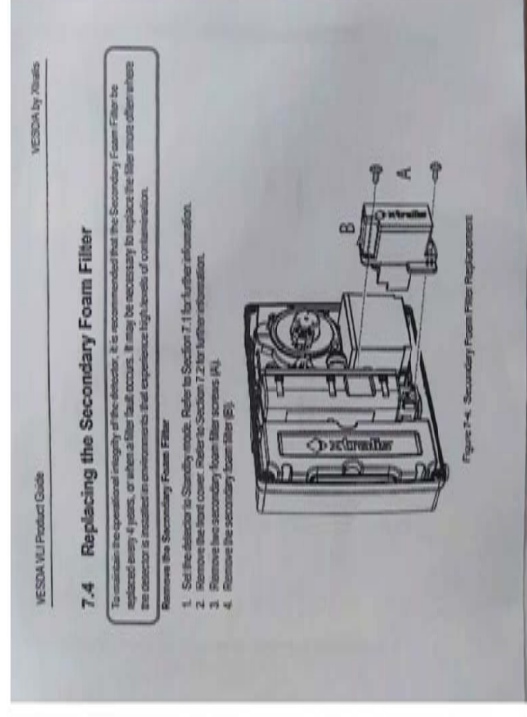 VESDA VLI Product Guide
VESDA by Xtralis
7.4 Replacing the Secondary Foam Filter
To maintain the operational integrity of the detector, it is recommended that the Secondary Foam Filter be
replaced every 4 years, or when a filter fault occurs. It may be necessary to replace the filter more often where
the detector is installed in environments that experience high levels of contamination.
Remove the Secondary Foam Filter
1. Set the detector to Standby mode. Refer to Section 7.1 for further information.
2. Remove the front cover. Refer to Section 7.2 for further information.
3. Remove two secondary foam filter screws (A).
4. Remove the secondary foam filter (B).
B
A
xtralis
xtralis
Figure 7-4. Secondary Foam Filter Replacement